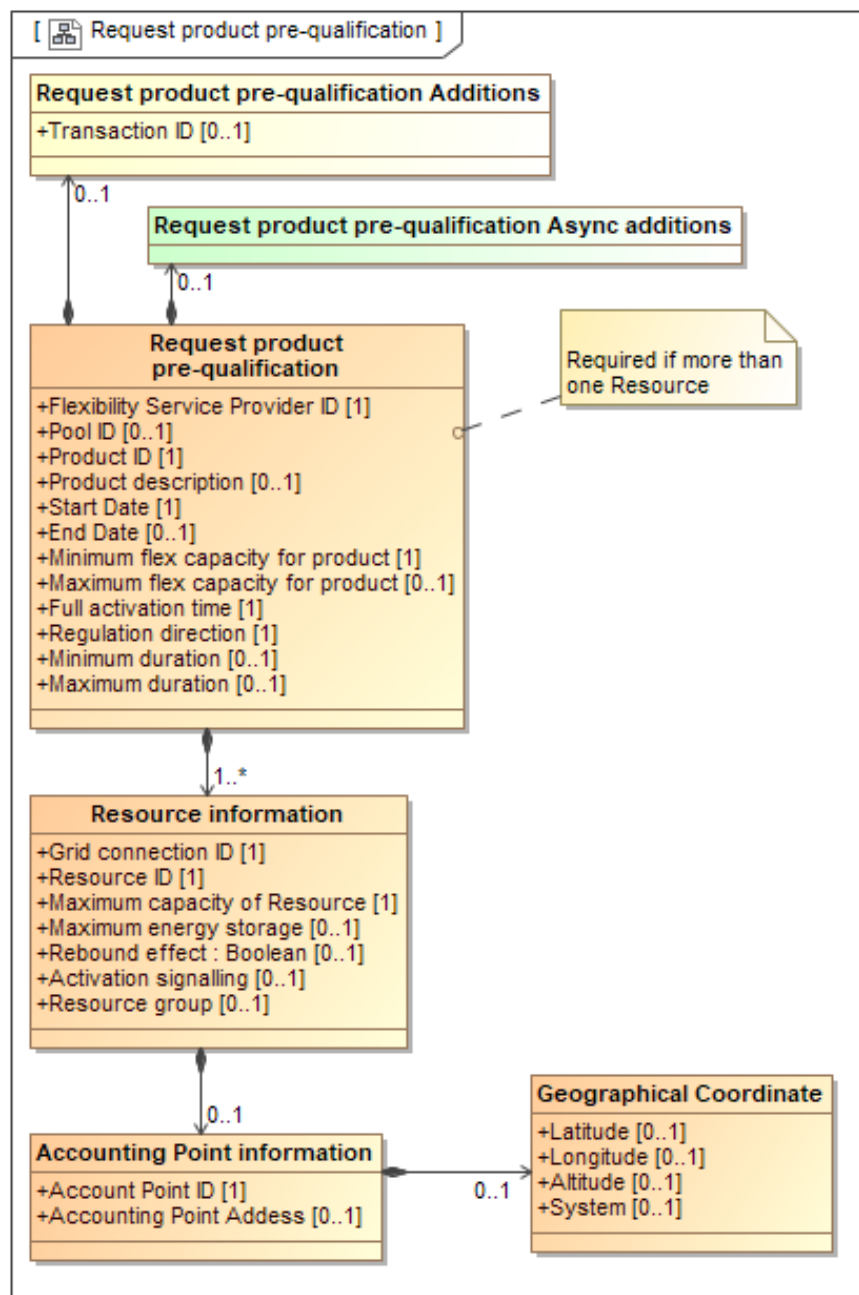 [ Request product pre-qualification ]
Request product pre-qualification Additions
+Transaction ID [0..1]
0..1
Request product pre-qualification Async additions
0..1
Request product
pre-qualification
+Flexibility Service Provider ID [1]
+Pool ID [0..1]
+Product ID [1]
+Product description [0..1]
+Start Date [1]
+End Date [0..1]
+Minimum flex capacity for product [1]
+Maximum flex capacity for product [0..1]
+Full activation time [1]
+Regulation direction [1]
+Minimum duration [0..1]
+Maximum duration [0..1]
Required if more than
one Resource
1..*
Resource information
+Grid connection ID [1]
+Resource ID [1]
+Maximum capacity of Resource [1]
+Maximum energy storage [0..1]
+Rebound effect : Boolean [0..1]
+Activation signalling [0..1]
+Resource group [0..1]
0..1
Accounting Point information
+Account Point ID [1]
+Accounting Point Addess [0..1]
0..1
Geographical Coordinate
+Latitude [0..1]
+Longitude [0..1]
+Altitude [0..1]
+System [0..1]